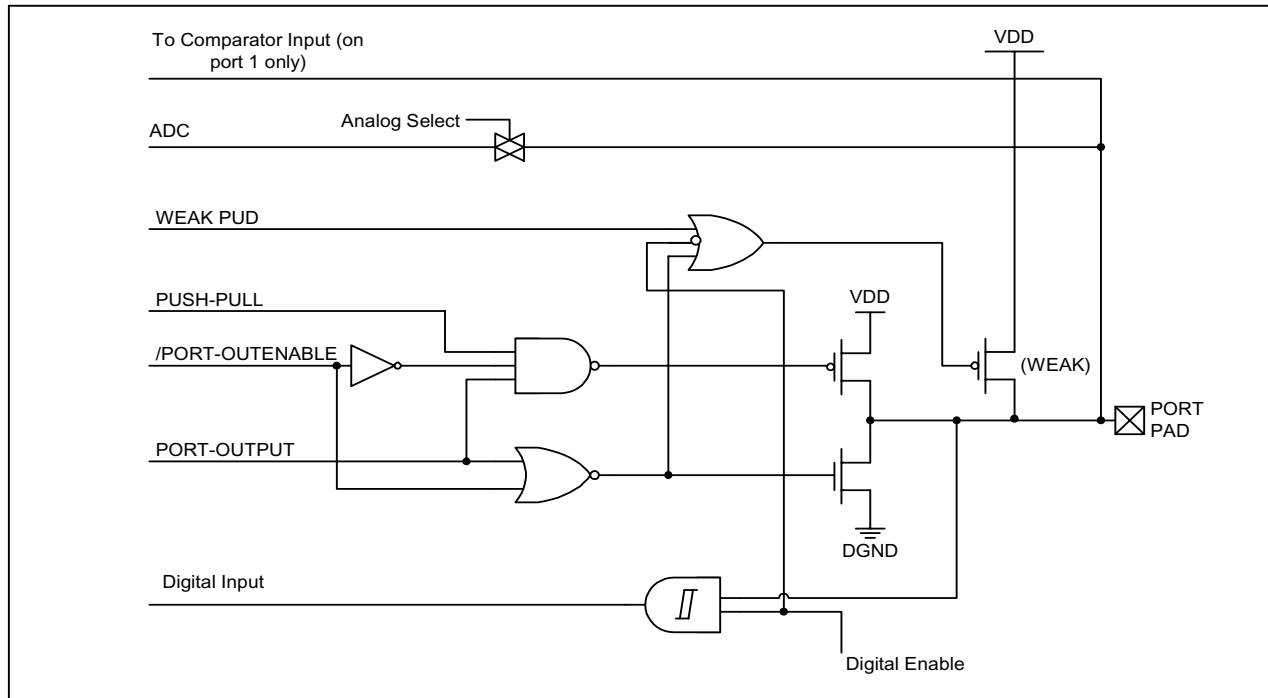 To Comparator Input (on
port 1 only)
VDD
Analog Select
ADC
WEAK PUD
PUSH-PULL
VDD
/PORT-OUTENABLE
(WEAK)
PORT
PAD
PORT-OUTPUT
DGND
Digital Input
Digital Enable